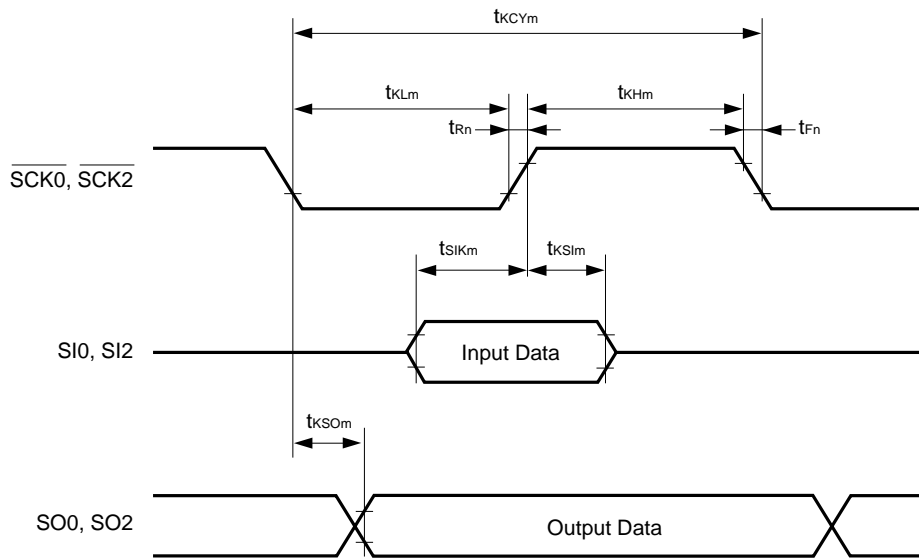 tKCYm
tKLm
tKHm
tRn
tFn
SCK0, SCK2
tSIKm
tKSIm
SI0, SI2
Input Data
tKSOm
SO0, SO2
Output Data